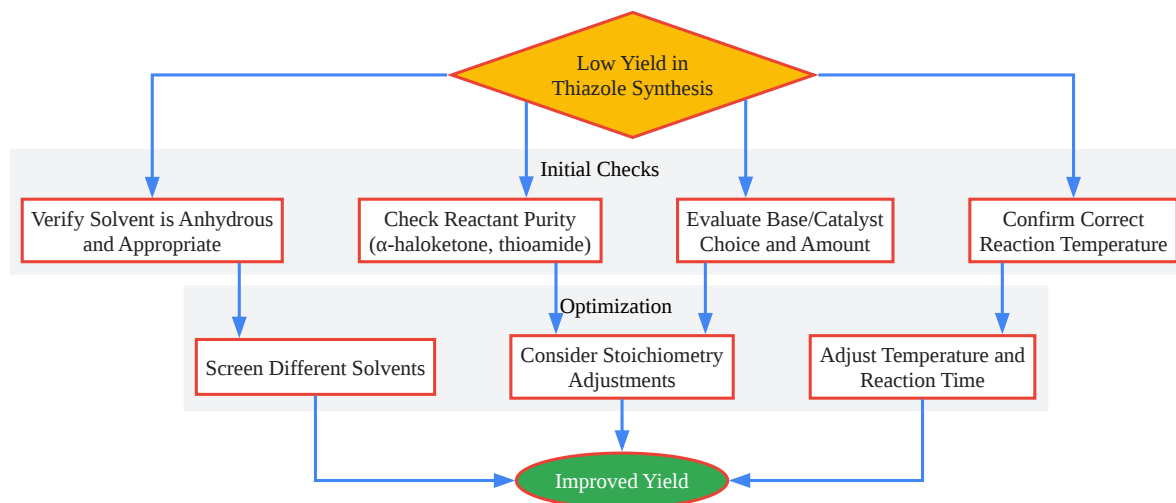 Low Yield in
Thiazole Synthesis
Initial Checks
Verify Solvent is Anhydrous
and Appropriate
Check Reactant Purity
(α-haloketone, thioamide)
Evaluate Base/Catalyst
Choice and Amount
Confirm Correct
Reaction Temperature
Optimization
Screen Different Solvents
Consider Stoichiometry
Adjustments
Adjust Temperature and
Reaction Time
Improved Yield